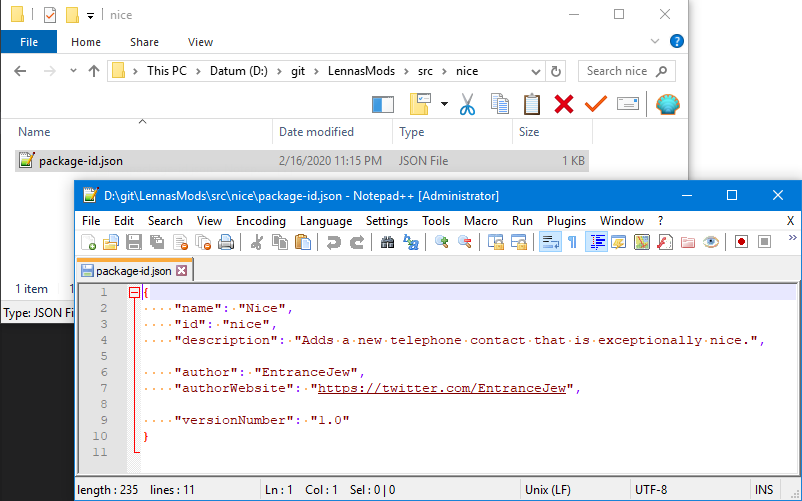 nice
File Home Share View
This PC > Datum (D:) > git > LennasMods > src > nice
Search nice
Name Date modified Type Size
package-id.json 2/16/2020 11:15 PM JSON File 1 KB
1 item
Type: JSON Fi
D:\git\LennasMods\src\nice\package-id.json - Notepad++ [Administrator]
File Edit Search View Encoding Language Settings Tools Macro Run Plugins Window ? X
package-id.json
1 {
2 "name": "Nice",
3 "id": "nice",
4 "description": "Adds a new telephone contact that is exceptionally nice.",
5
6 "author": "EntranceJew",
7 "authorWebsite": "https://twitter.com/EntranceJew",
8
9 "versionNumber": "1.0"
10 }
11
length : 235 lines : 11 Ln : 1 Col : 1 Sel : 0 | 0 Unix (LF) UTF-8 INS